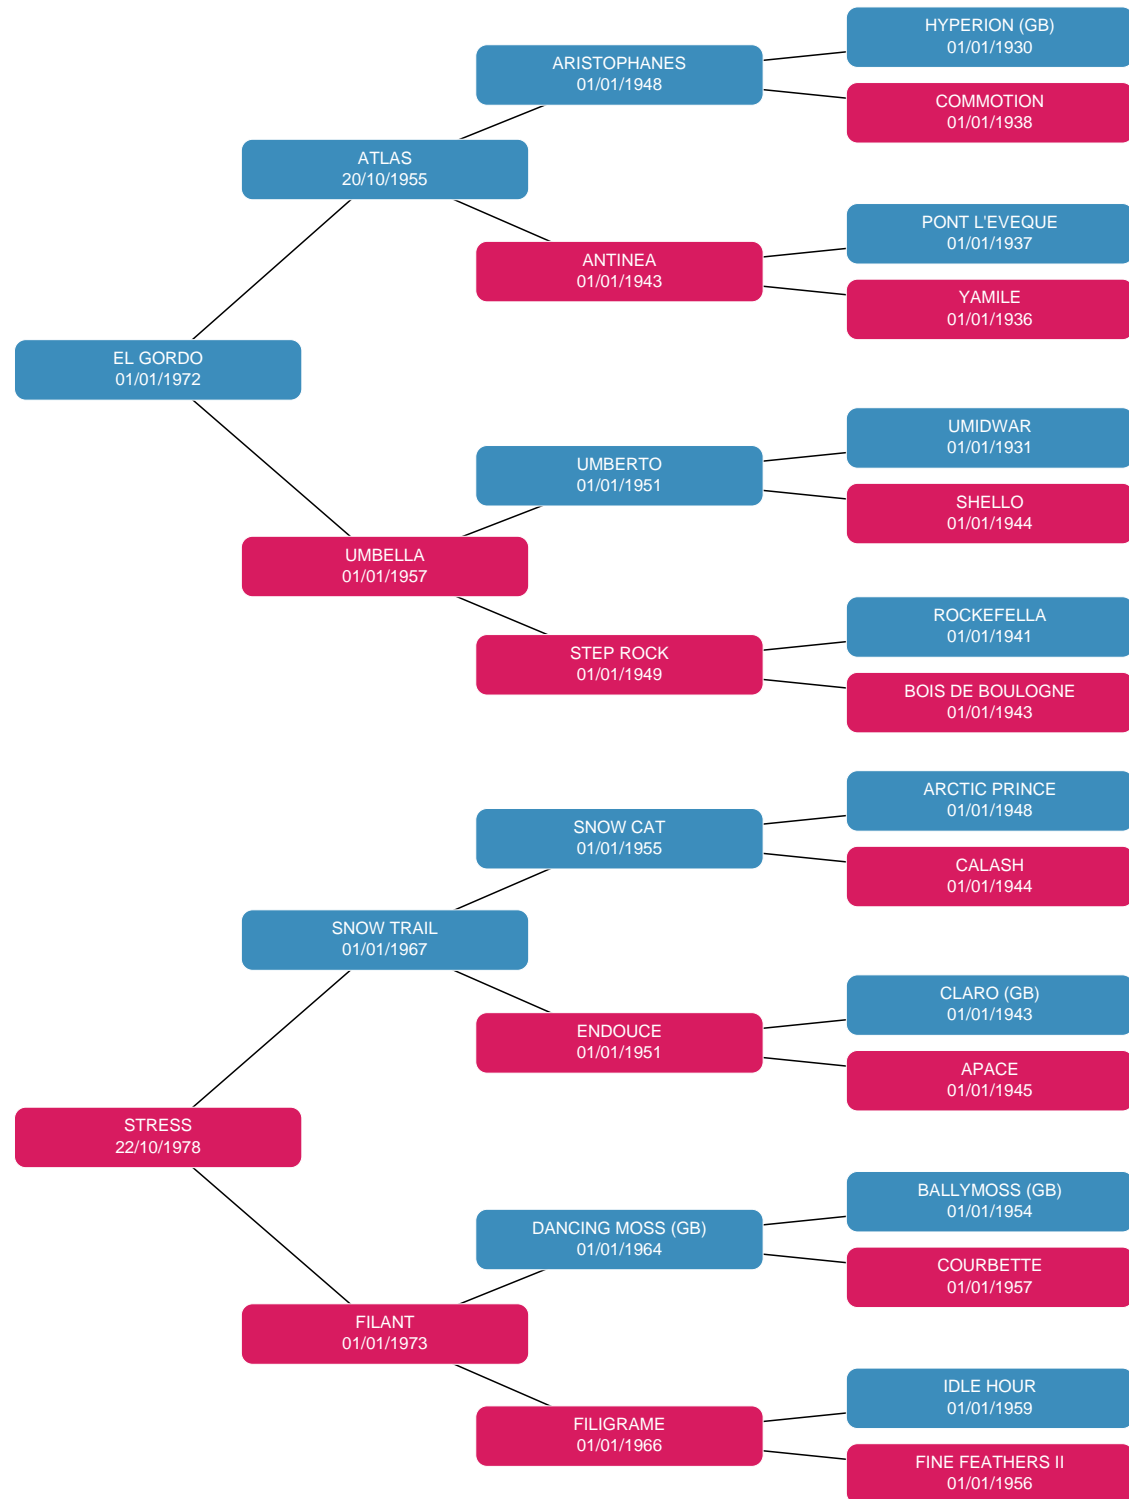 HYPERION (GB)
01/01/1930
ARISTOPHANES
01/01/1948
COMMOTION
01/01/1938
ATLAS
20/10/1955
PONT L'EVEQUE
01/01/1937
ANTINEA
01/01/1943
YAMILE
01/01/1936
EL GORDO
01/01/1972
UMIDWAR
01/01/1931
UMBERTO
01/01/1951
SHELLO
01/01/1944
UMBELLA
01/01/1957
ROCKEFELLA
01/01/1941
STEP ROCK
01/01/1949
BOIS DE BOULOGNE
01/01/1943
ARCTIC PRINCE
01/01/1948
SNOW CAT
01/01/1955
CALASH
01/01/1944
SNOW TRAIL
01/01/1967
CLARO (GB)
01/01/1943
ENDOUCE
01/01/1951
APACE
01/01/1945
STRESS
22/10/1978
BALLYMOSS (GB)
01/01/1954
DANCING MOSS (GB)
01/01/1964
COURBETTE
01/01/1957
FILANT
01/01/1973
IDLE HOUR
01/01/1959
FILIGRAME
01/01/1966
FINE FEATHERS II
01/01/1956